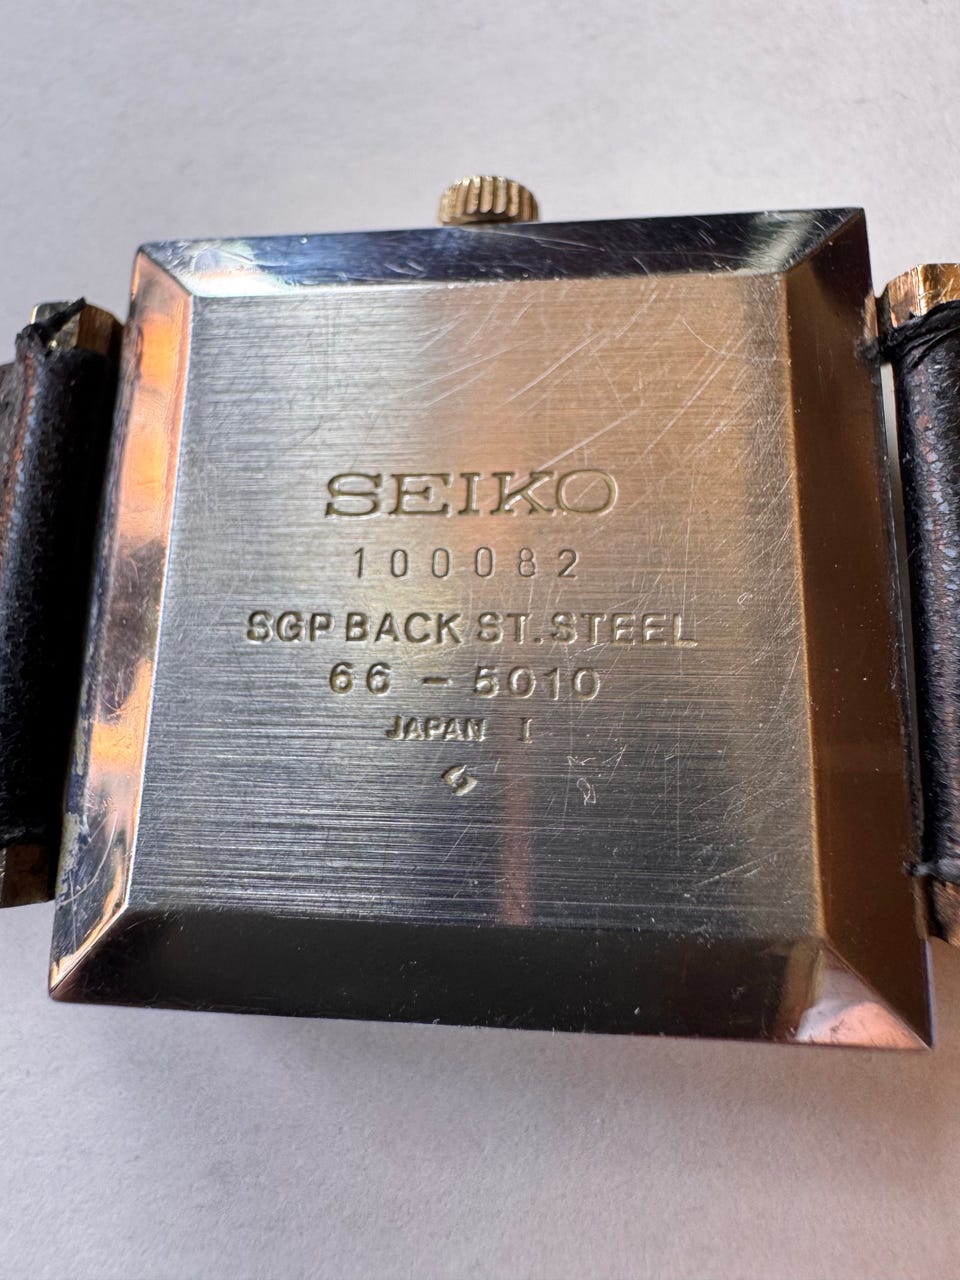 SEIKO
100082
SGP BACK ST. STEEL
66 - 5010
JAPAN I